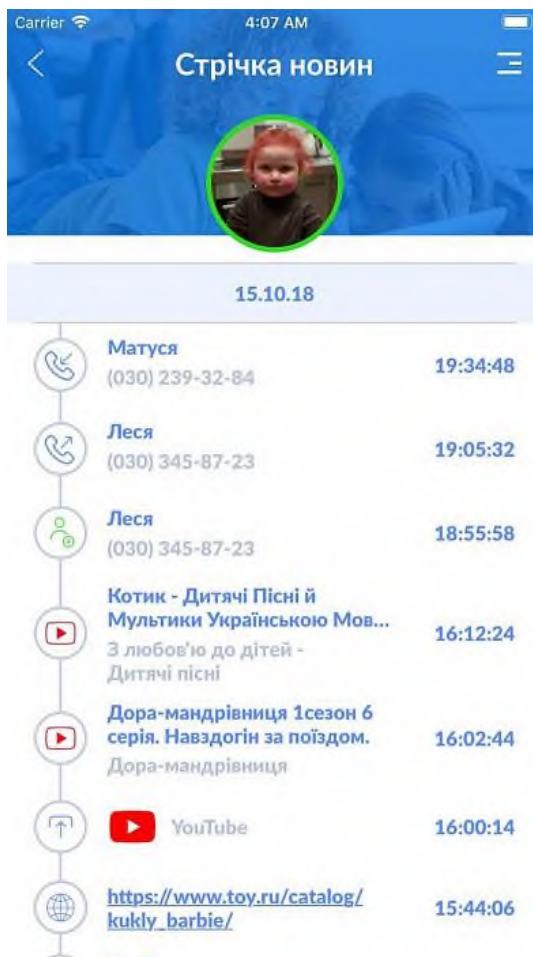 Carrier 4:07 AM
Стрічка новин
15.10.18
Матуся
(030) 239-32-84
19:34:48
Леся
(030) 345-87-23
19:05:32
Леся
(030) 345-87-23
18:55:58
Котик - Дитячі Пісні й
Мультики Українською Мов...
З любов'ю до дітей -
Дитячі пісні
16:12:24
Дора-мандрівниця 1сезон 6
серія. Навздогін за поїздом.
Дора-мандрівниця
16:02:44
YouTube
16:00:14
https://www.toy.ru/catalog/
kukly_barbie/
15:44:06